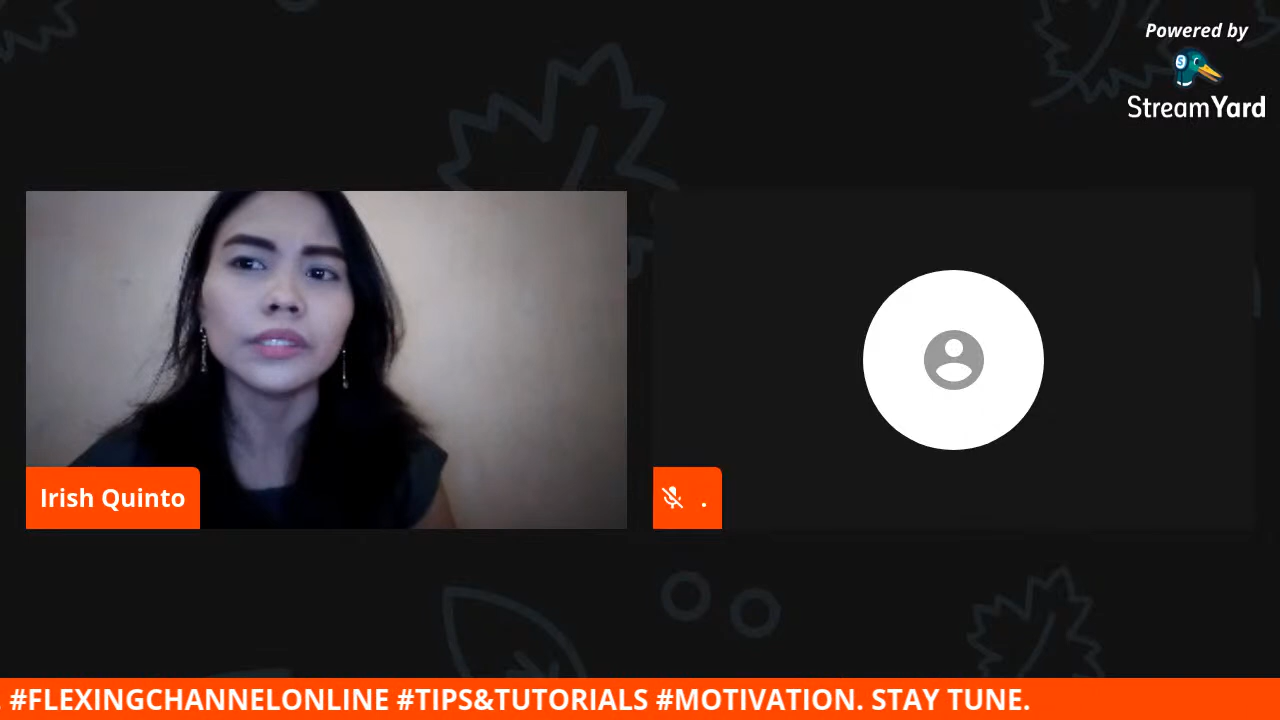 Powered by
StreamYard
Irish Quinto
.
#FLEXINGCHANNELONLINE #TIPS&TUTORIALS #MOTIVATION. STAY TUNE.